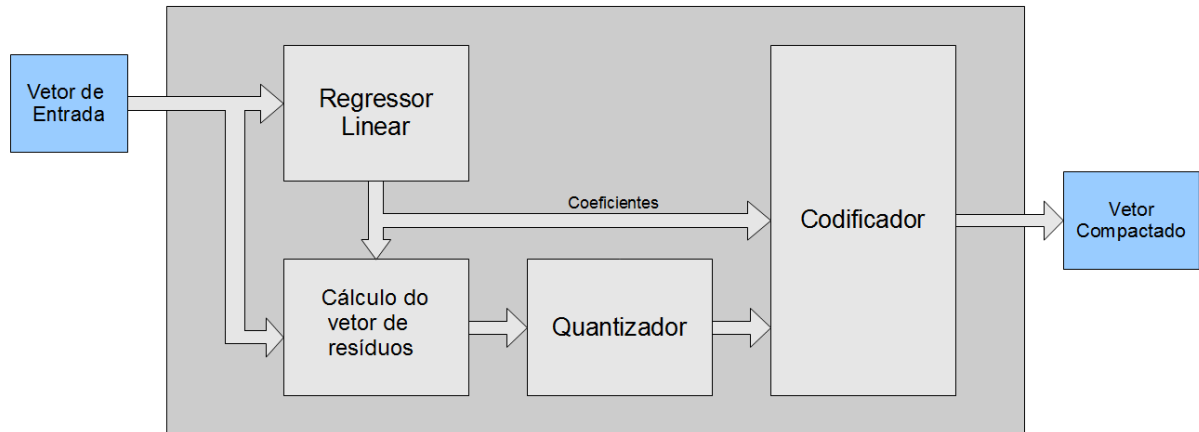 Vetor de
Entrada
Regressor
Linear
Coeficientes
Codificador
Vetor
Compactado
Cálculo do
vetor de
resíduos
Quantizador